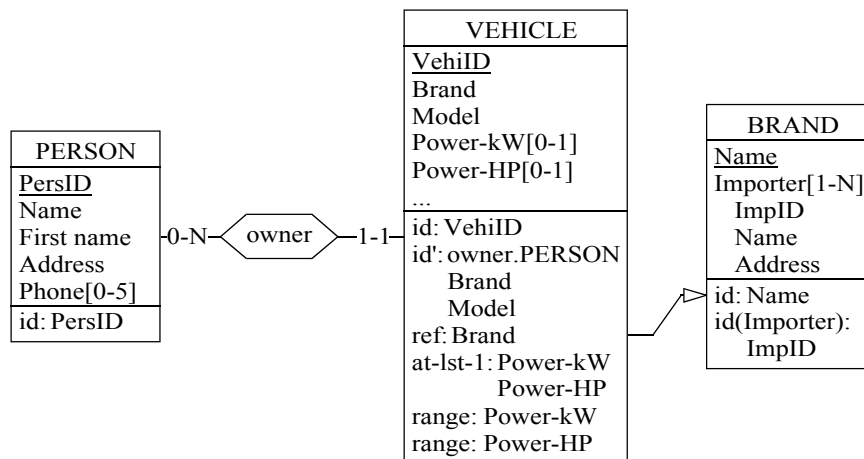 PERSON
PersID
Name
First name
Address
Phone[0-5]
id: PersID
0-N
owner
1-1
VEHICLE
VehiID
Brand
Model
Power-kW[0-1]
Power-HP[0-1]
...
id: VehiID
id': owner.PERSON
Brand
Model
ref: Brand
at-lst-1: Power-kW
Power-HP
range: Power-kW
range: Power-HP
BRAND
Name
Importer[1-N]
ImpID
Name
Address
id: Name
id(Importer):
ImpID